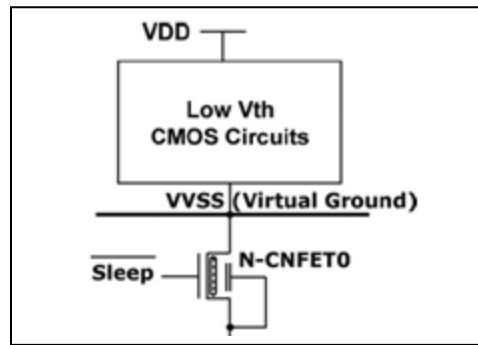 VDD
Low Vth
CMOS Circuits
VVSS (Virtual Ground)
N-CNFET0
Sleep